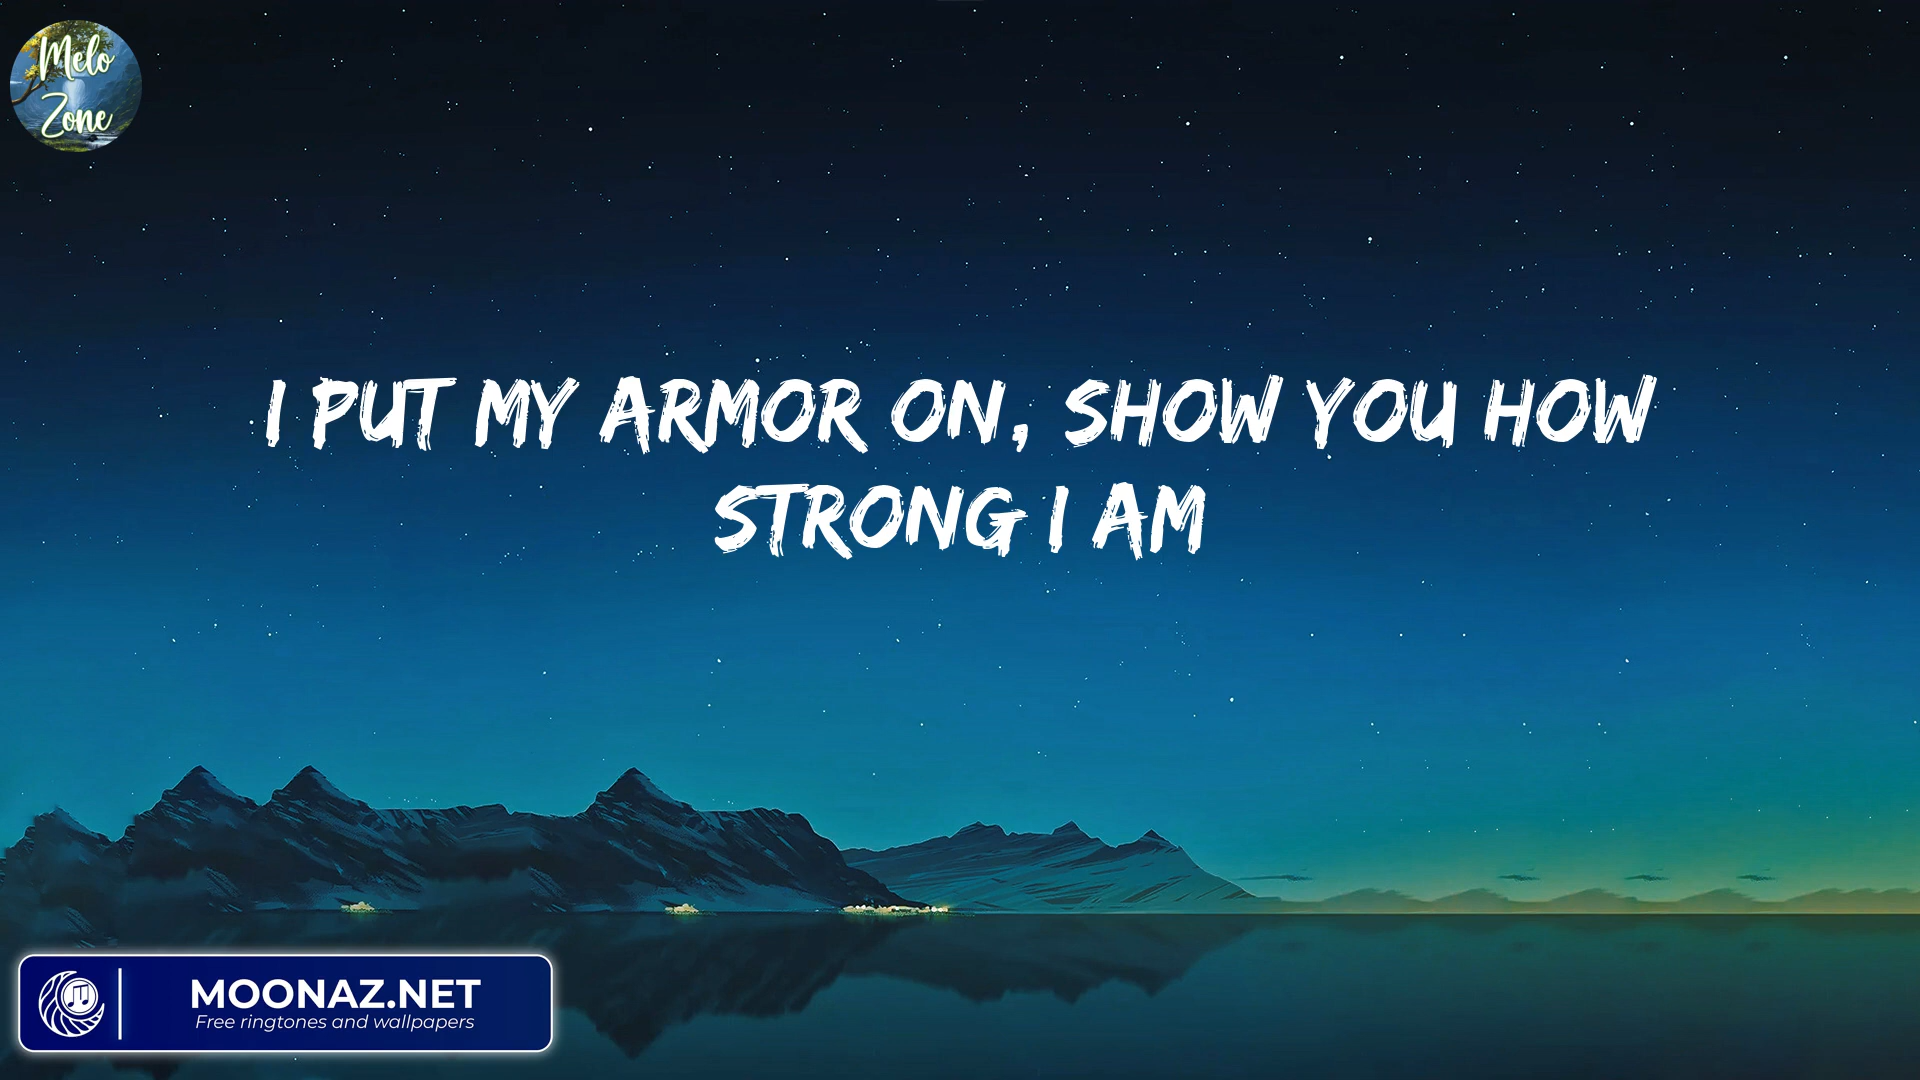 Melo
Zone
I PUT MY ARMOR ON, SHOW YOU HOW
STRONG I AM
MOONAZ.NET
Free ringtones and wallpapers